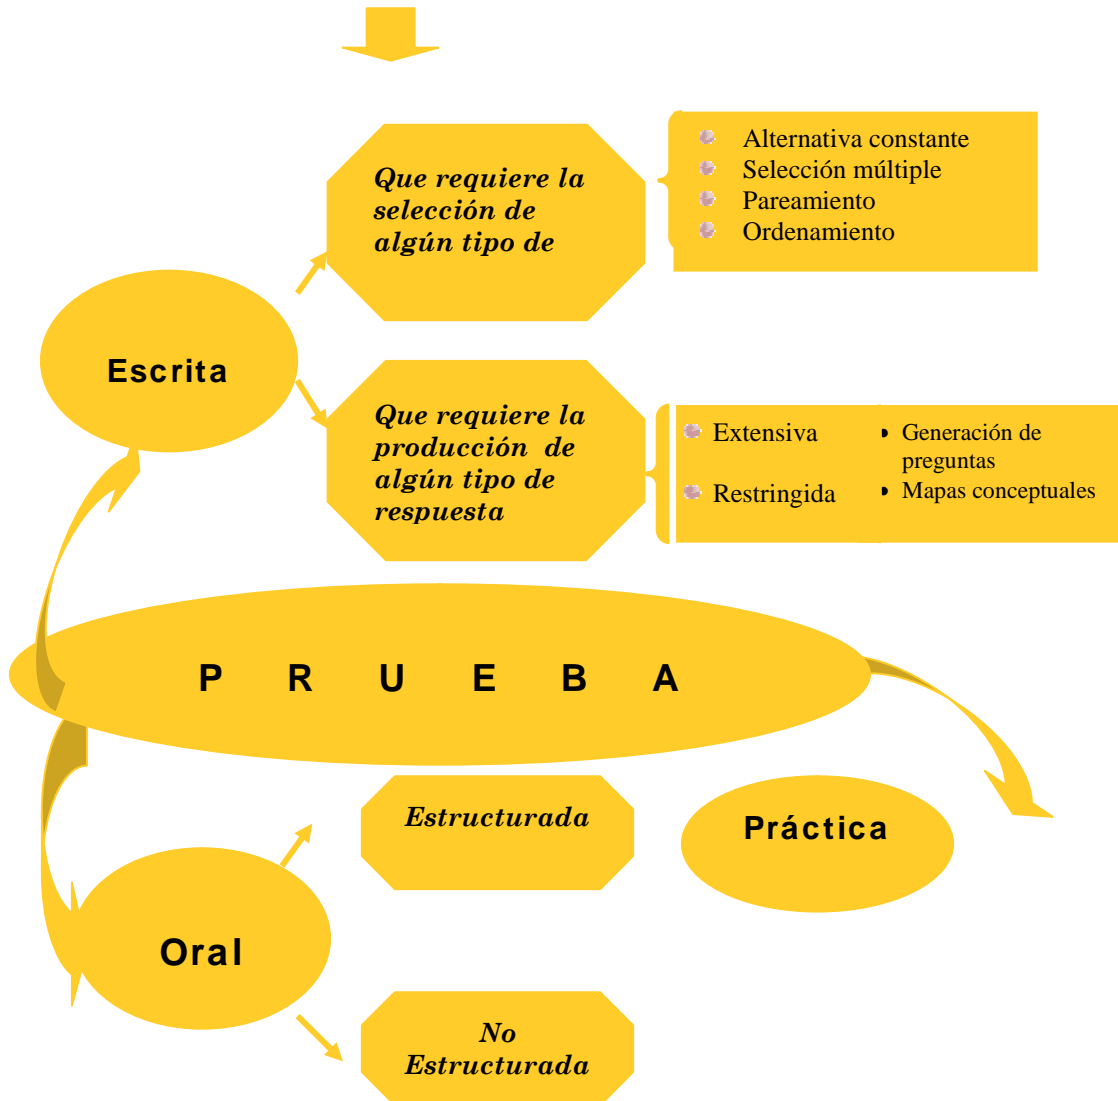 Alternativa constante
Selección múltiple
Pareamiento
Ordenamiento
Que requiere la
selección de
algún tipo de
Escrita
Que requiere la
producción de
algún tipo de
respuesta
Extensiva
Restringida
Generación de
preguntas
Mapas conceptuales
P R U E B A
Estructurada
Práctica
Oral
No
Estructurada